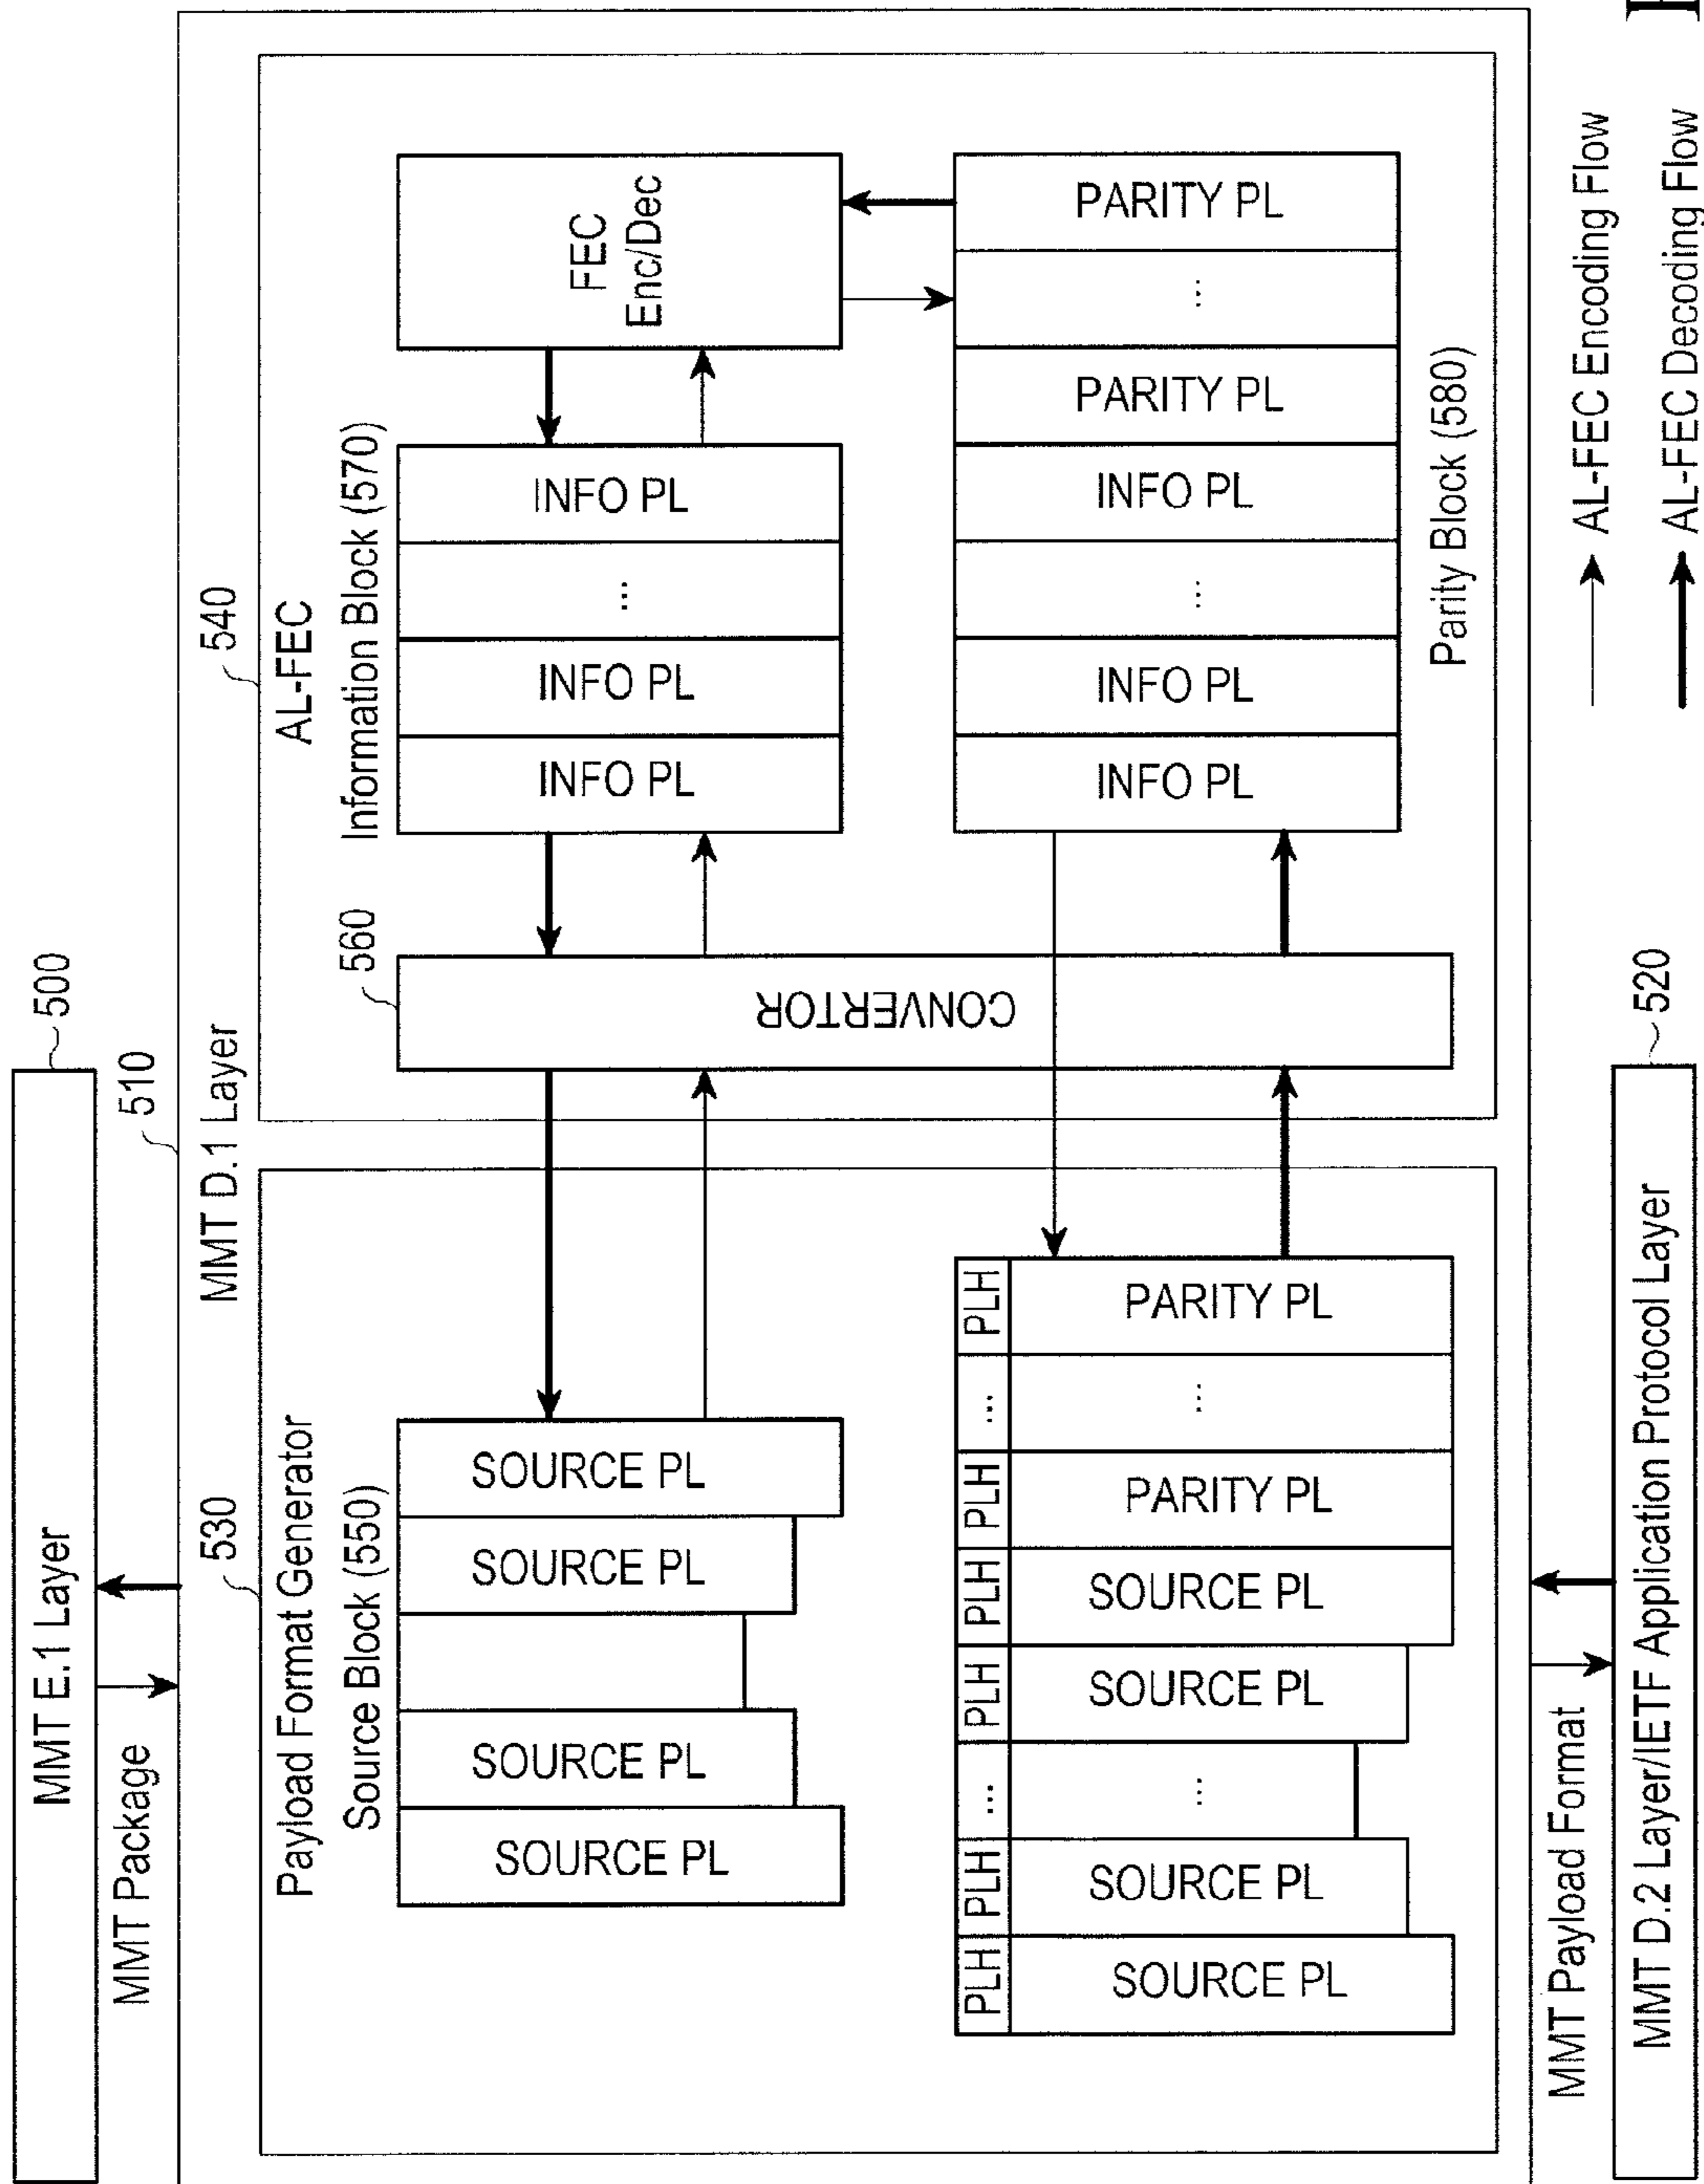 MMT E.1 Layer
500
MMT Package
510
MMT D.1 Layer
530
Payload Format Generator
Source Block (550)
SOURCE PL
SOURCE PL
SOURCE PL
SOURCE PL
PLH PLH ... PLH PLH PLH ... PLH
SOURCE PL
SOURCE PL
...
SOURCE PL
SOURCE PL
PARITY PL
...
PARITY PL
540
AL-FEC
560
CONVERTOR
Information Block (570)
INFO PL
INFO PL
...
INFO PL
FEC
Enc/Dec
INFO PL
INFO PL
...
INFO PL
PARITY PL
...
PARITY PL
Parity Block (580)
MMT Payload Format
520
MMT D.2 Layer/IETF Application Protocol Layer
AL-FEC Encoding Flow
AL-FEC Decoding Flow